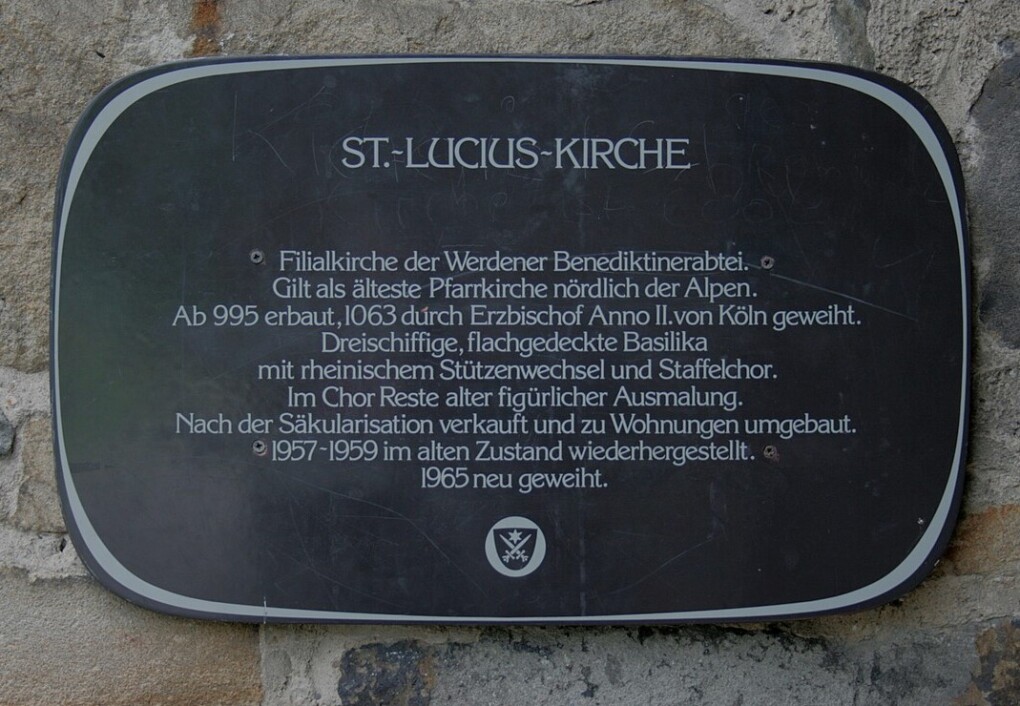 ST.-LUCIUS-KIRCHE
Filialkirche der Werdener Benediktinerabtei.
Gilt als älteste Pfarrkirche nördlich der Alpen.
Ab 995 erbaut, 1063 durch Erzbischof Anno II. von Köln geweiht.
Dreischiffige, flachgedeckte Basilika
mit rheinischem Stützenwechsel und Staffelchor.
Im Chor Reste alter figürlicher Ausmalung.
Nach der Säkularisation verkauft und zu Wohnungen umgebaut.
1957-1959 im alten Zustand wiederhergestellt.
1965 neu geweiht.